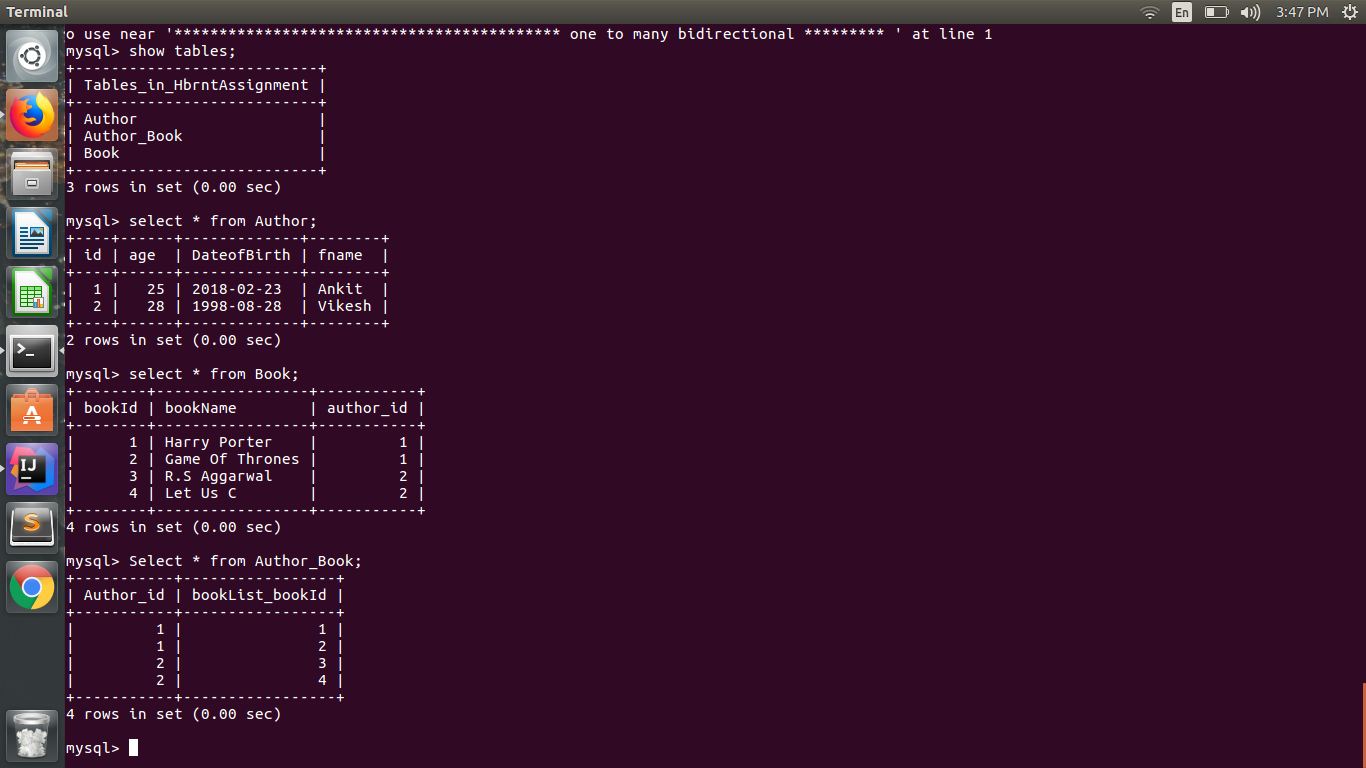 Terminal
En
3:47 PM
o use near '******************************************* one to many bidirectional ********* ' at line 1
mysql> show tables;
+---------------------------+
| Tables_in_HbrntAssignment |
+---------------------------+
| Author                    |
| Author_Book               |
| Book                      |
+---------------------------+
3 rows in set (0.00 sec)
mysql> select * from Author;
+----+------+-------------+--------+
| id | age  | DateofBirth | fname  |
+----+------+-------------+--------+
|  1 |   25 | 2018-02-23  | Ankit  |
|  2 |   28 | 1998-08-28  | Vikesh |
+----+------+-------------+--------+
2 rows in set (0.00 sec)
mysql> select * from Book;
+--------+-----------------+-----------+
| bookId | bookName        | author_id |
+--------+-----------------+-----------+
|      1 | Harry Porter    |         1 |
|      2 | Game Of Thrones |         1 |
|      3 | R.S Aggarwal    |         2 |
|      4 | Let Us C        |         2 |
+--------+-----------------+-----------+
4 rows in set (0.00 sec)
mysql> Select * from Author_Book;
+-----------+-----------------+
| Author_id | bookList_bookId |
+-----------+-----------------+
|         1 |               1 |
|         1 |               2 |
|         2 |               3 |
|         2 |               4 |
+-----------+-----------------+
4 rows in set (0.00 sec)
mysql>
>_
A
IJ
S